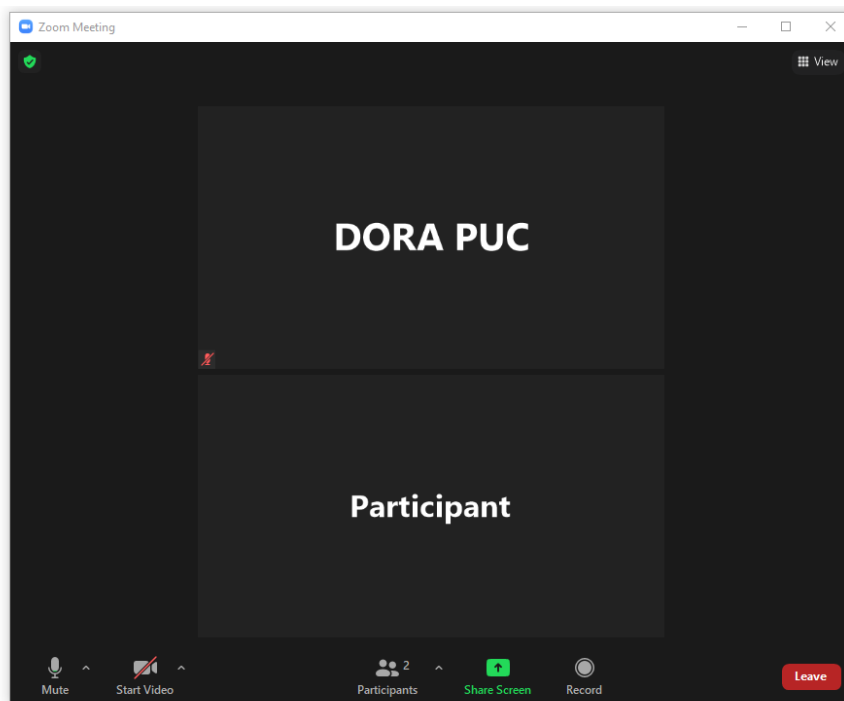 Zoom Meeting
View
DORA PUC
Participant
2
Mute
Start Video
Participants
Share Screen
Record
Leave